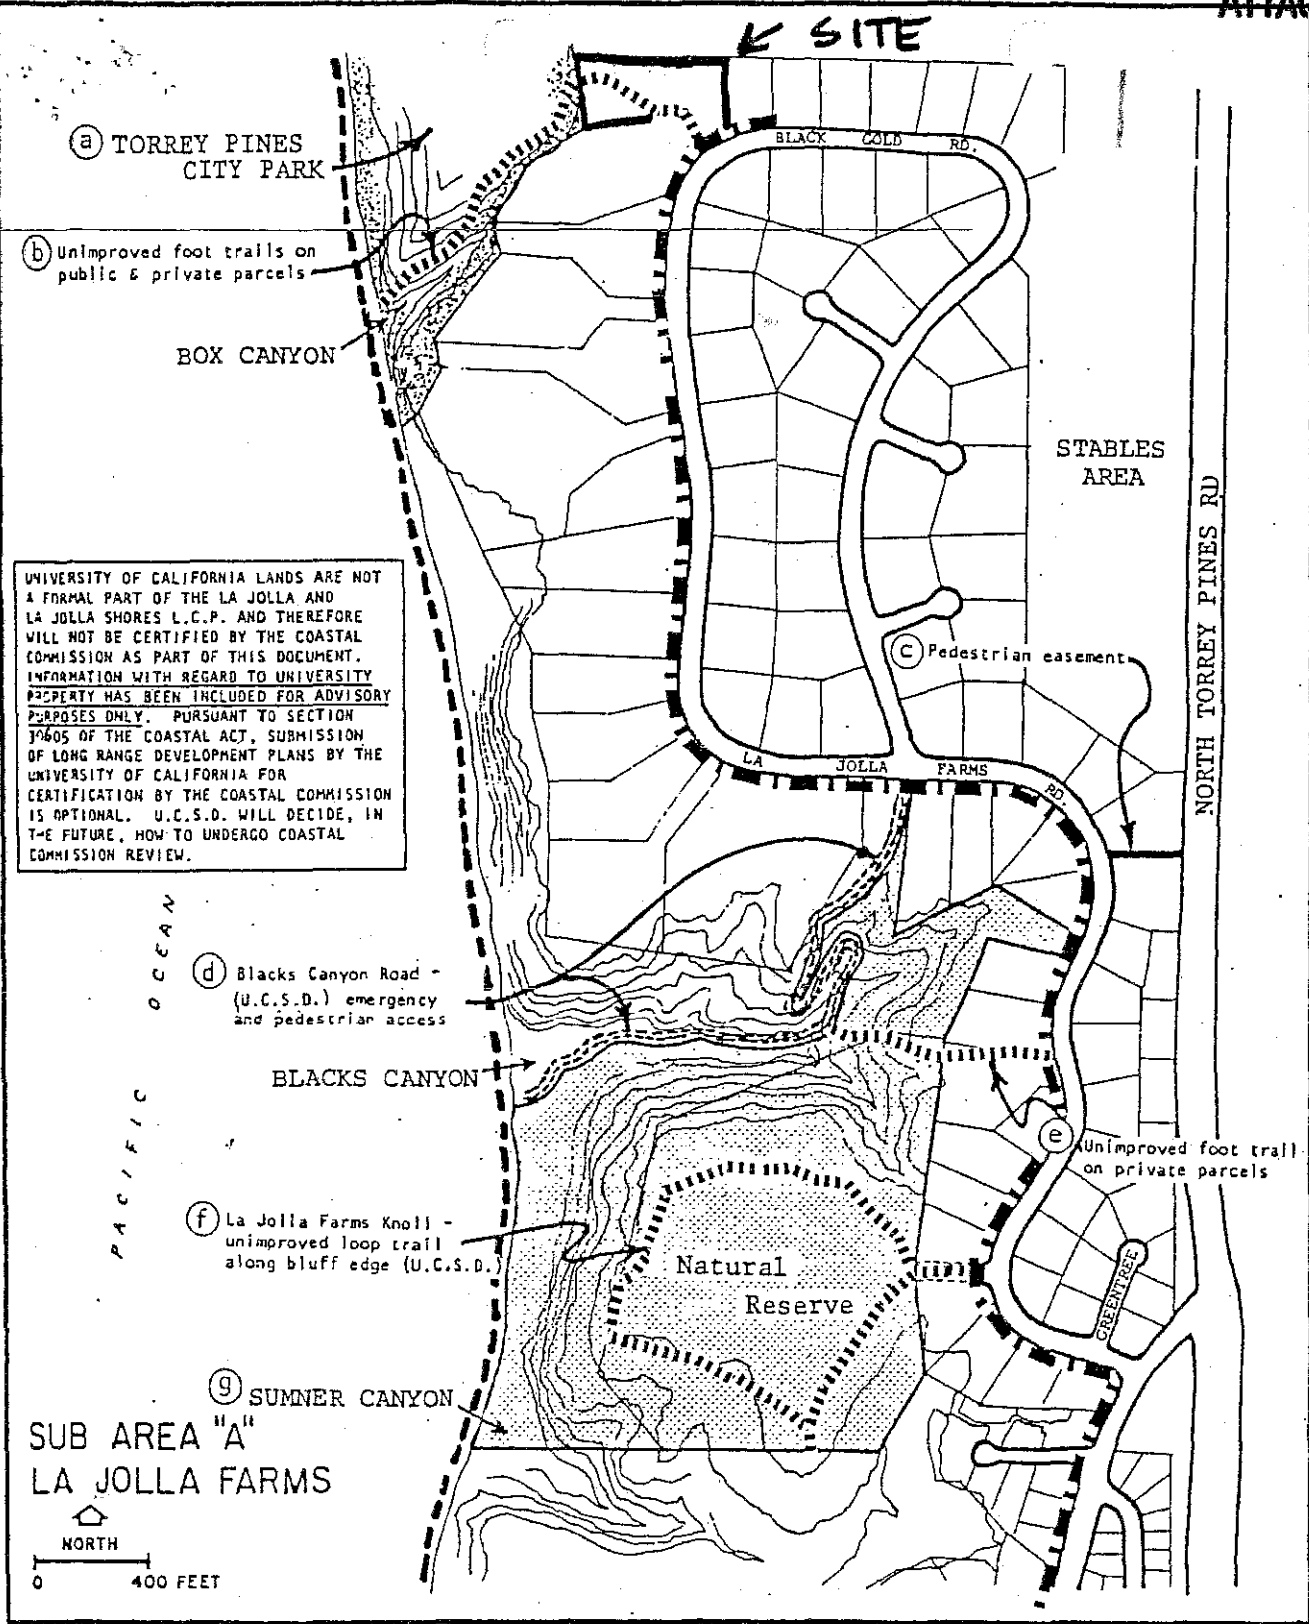 SITE
ⓐ TORREY PINES
CITY PARK
BLACK GOLD RD.
ⓑ Unimproved foot trails on
public & private parcels
BOX CANYON
STABLES
AREA
NORTH TORREY PINES RD
UNIVERSITY OF CALIFORNIA LANDS ARE NOT
A FORMAL PART OF THE LA JOLLA AND
LA JOLLA SHORES L.C.P. AND THEREFORE
WILL NOT BE CERTIFIED BY THE COASTAL
COMMISSION AS PART OF THIS DOCUMENT.
INFORMATION WITH REGARD TO UNIVERSITY
PROPERTY HAS BEEN INCLUDED FOR ADVISORY
PURPOSES ONLY. PURSUANT TO SECTION
30605 OF THE COASTAL ACT, SUBMISSION
OF LONG RANGE DEVELOPMENT PLANS BY THE
UNIVERSITY OF CALIFORNIA FOR
CERTIFICATION BY THE COASTAL COMMISSION
IS OPTIONAL. U.C.S.D. WILL DECIDE, IN
THE FUTURE, HOW TO UNDERGO COASTAL
COMMISSION REVIEW.
ⓒ Pedestrian easement
LA JOLLA FARMS RD.
PACIFIC OCEAN
ⓓ Blacks Canyon Road -
(U.C.S.D.) emergency
and pedestrian access
BLACKS CANYON
ⓔ Unimproved foot trail
on private parcels
ⓕ La Jolla Farms Knoll -
unimproved loop trail
along bluff edge (U.C.S.D.)
Natural
Reserve
GREENTREE
ⓖ SUMNER CANYON
SUB AREA "A"
LA JOLLA FARMS
NORTH
0 400 FEET